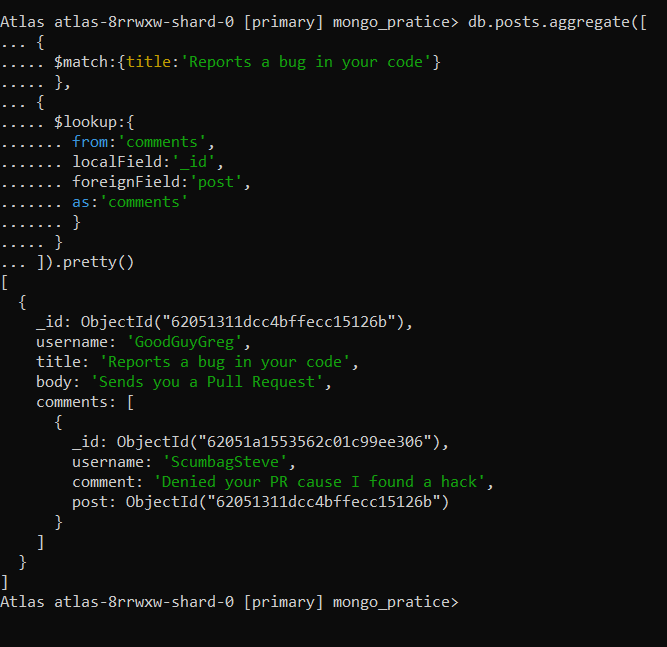 Atlas atlas-8rrwxw-shard-0 [primary] mongo_pratice> db.posts.aggregate([
... {
..... $match:{title:'Reports a bug in your code'}
..... },
... {
..... $lookup:{
....... from:'comments',
....... localField:'_id',
....... foreignField:'post',
....... as:'comments'
....... }
..... }
... ]).pretty()
[
  {
    _id: ObjectId("62051311dcc4bffecc15126b"),
    username: 'GoodGuyGreg',
    title: 'Reports a bug in your code',
    body: 'Sends you a Pull Request',
    comments: [
      {
        _id: ObjectId("62051a1553562c01c99ee306"),
        username: 'ScumbagSteve',
        comment: 'Denied your PR cause I found a hack',
        post: ObjectId("62051311dcc4bffecc15126b")
      }
    ]
  }
]
Atlas atlas-8rrwxw-shard-0 [primary] mongo_pratice>